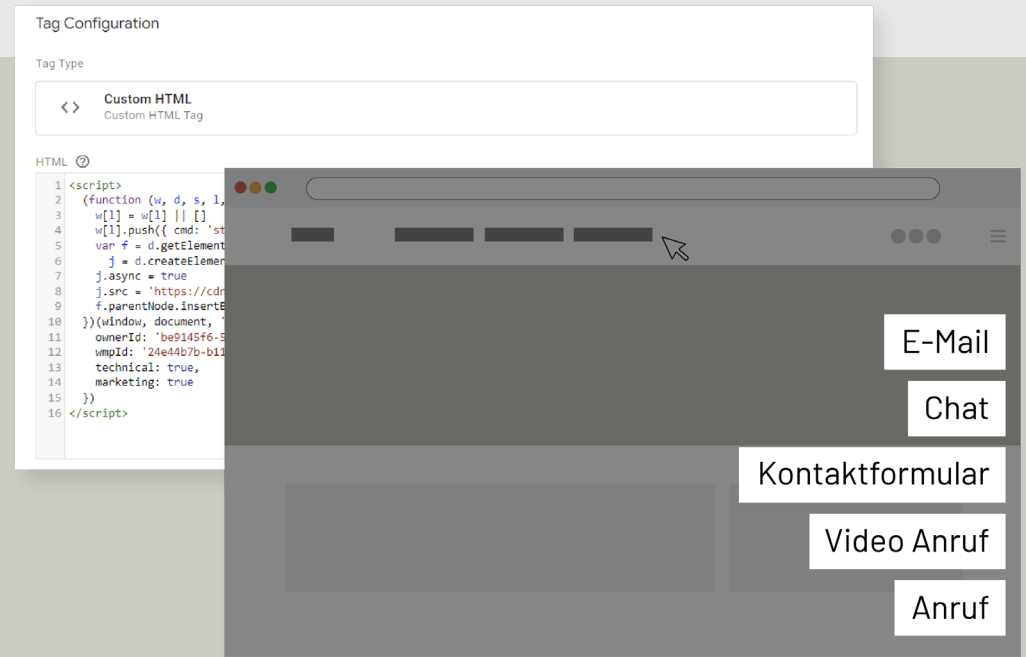 Tag Configuration
Tag Type
Custom HTML
Custom HTML Tag
HTML ?
1 <script>
2 (function (w, d, s, l,
3 w[l] = w[l] || []
4 w[l].push({ cmd: 'st
5 var f = d.getElement
6 j = d.createElemen
7 j.async = true
8 j.src = 'https://cdn
9 f.parentNode.insertB
10 })(window, document, '
11 ownerId: 'be9145f6-5
12 wmpId: '24e44b7b-b11
13 technical: true,
14 marketing: true
15 })
16 </script>
E-Mail
Chat
Kontaktformular
Video Anruf
Anruf